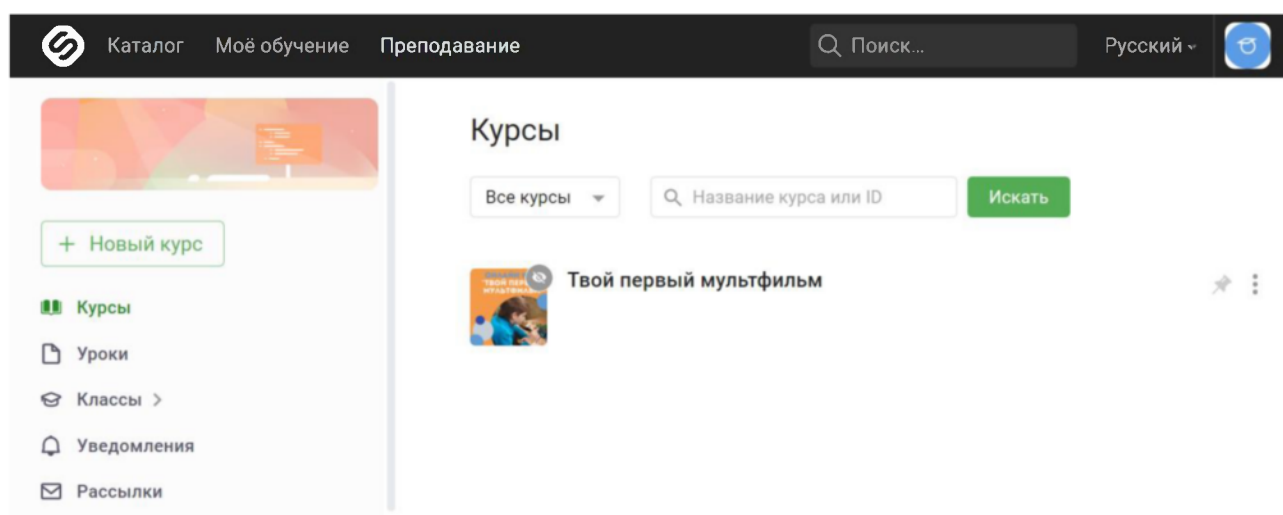 Каталог Моё обучение Преподавание Поиск... Русский
Курсы
Все курсы Название курса или ID Искать
+ Новый курс
Твой первый мультфильм
Курсы
Уроки
Классы >
Уведомления
Рассылки